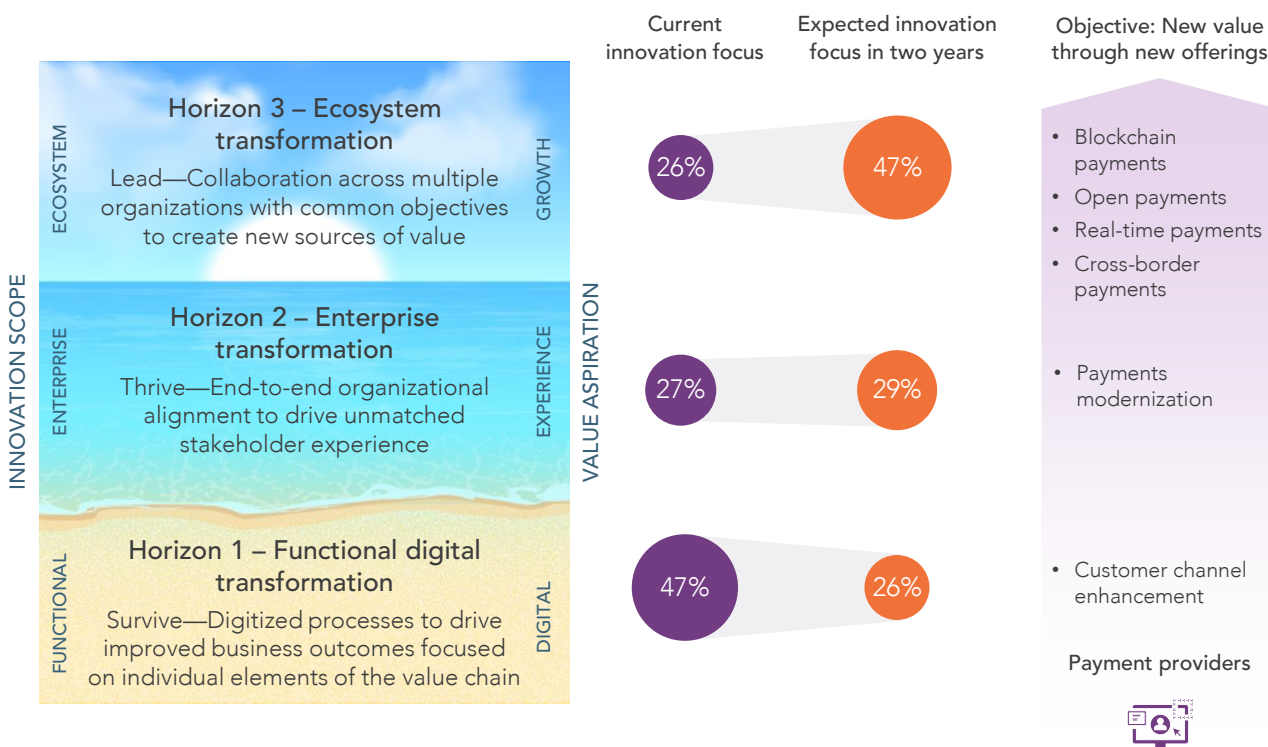 Current
innovation focus
Expected innovation
focus in two years
Objective: New value
through new offerings
INNOVATION SCOPE
VALUE ASPIRATION
ECOSYSTEM
Horizon 3 – Ecosystem
transformation
Lead—Collaboration across multiple
organizations with common objectives
to create new sources of value
GROWTH
26%
47%
• Blockchain
payments
• Open payments
• Real-time payments
• Cross-border
payments
ENTERPRISE
Horizon 2 – Enterprise
transformation
Thrive—End-to-end organizational
alignment to drive unmatched
stakeholder experience
EXPERIENCE
27%
29%
• Payments
modernization
FUNCTIONAL
Horizon 1 – Functional digital
transformation
Survive—Digitized processes to drive
improved business outcomes focused
on individual elements of the value chain
DIGITAL
47%
26%
• Customer channel
enhancement
Payment providers